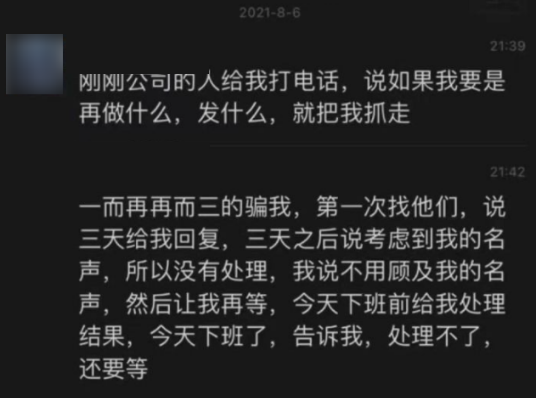 2021-8-6
21:39
刚刚公司的人给我打电话，说如果我要是
再做什么，发什么，就把我抓走
21:42
一而再再而三的骗我，第一次找他们，说
三天给我回复，三天之后说考虑到我的名
声，所以没有处理，我说不用顾及我的名
声，然后让我再等，今天下班前给我处理
结果，今天下班了，告诉我，处理不了，
还要等